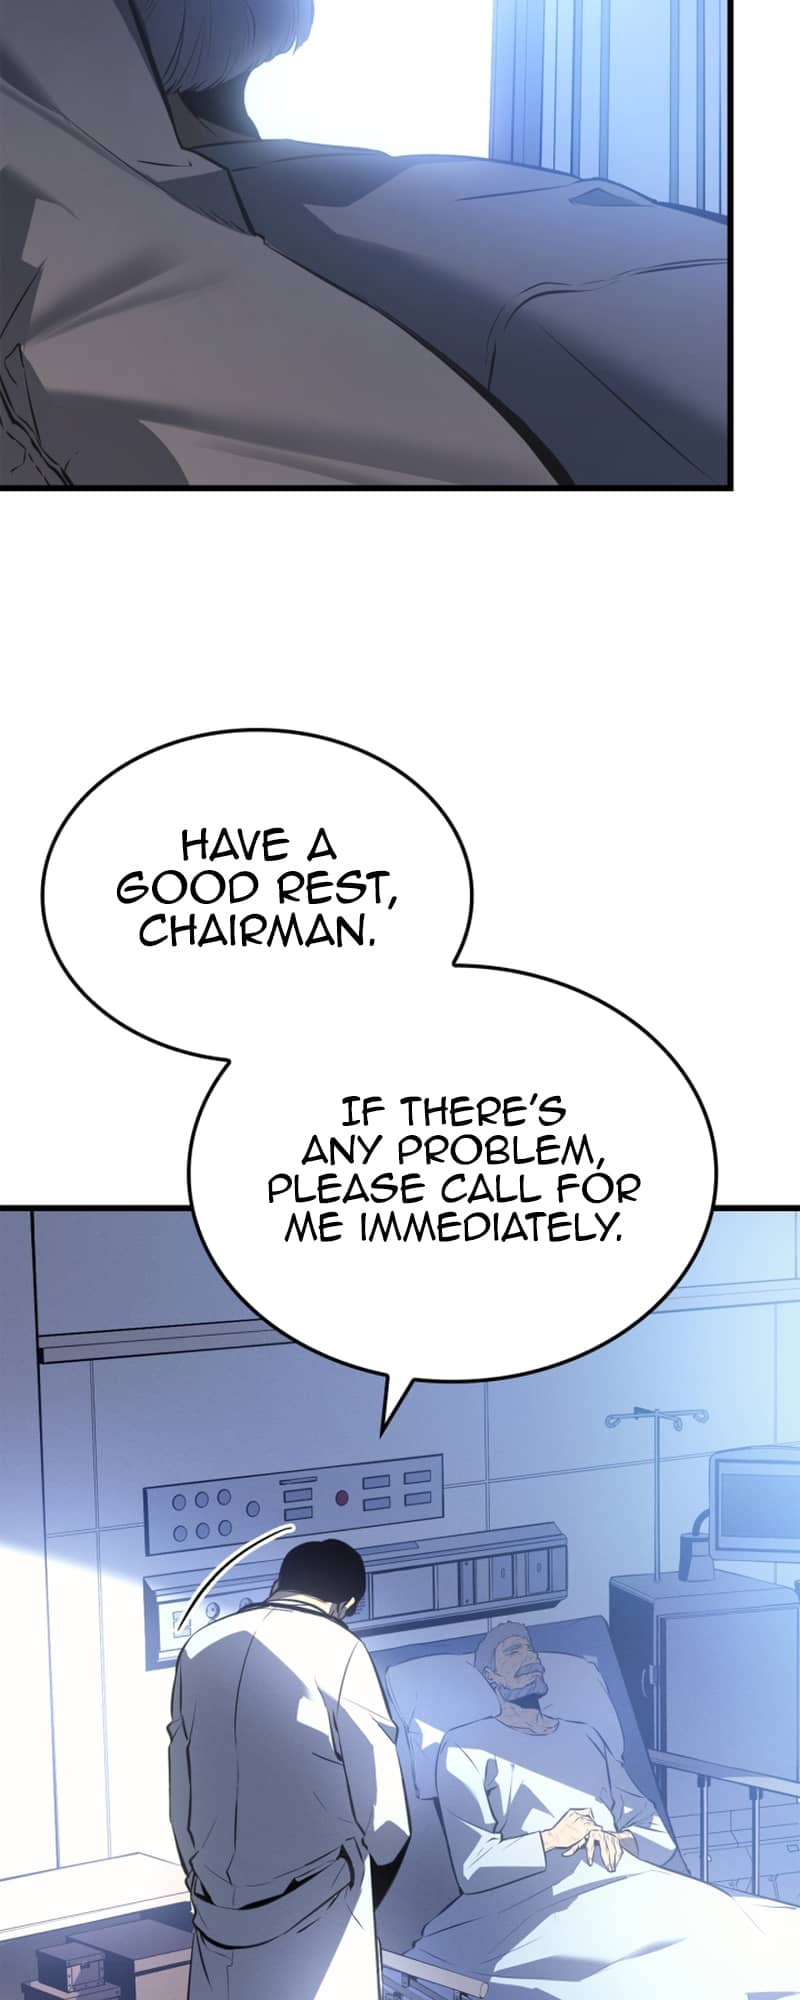 HAVE A
GOOD REST,
CHAIRMAN.
IF THERE'S
ANY PROBLEM,
PLEASE CALL FOR
ME IMMEDIATELY.